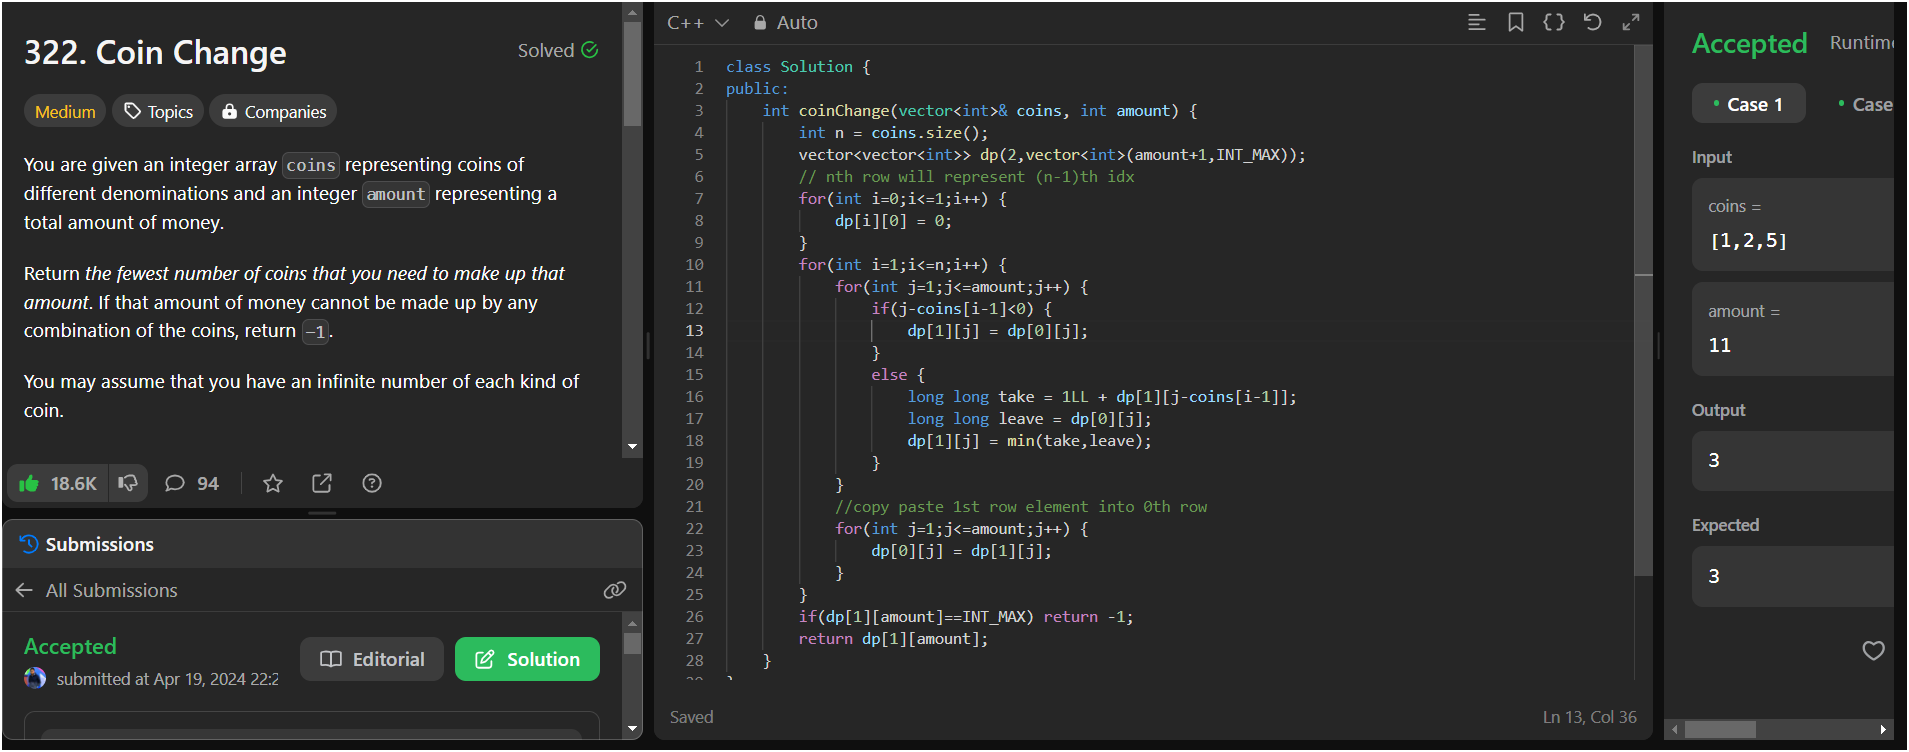 322. Coin Change
Solved
Medium
Topics
Companies
You are given an integer array coins representing coins of
different denominations and an integer amount representing a
total amount of money.
Return the fewest number of coins that you need to make up that
amount. If that amount of money cannot be made up by any
combination of the coins, return -1.
You may assume that you have an infinite number of each kind of
coin.
18.6K
94
Submissions
All Submissions
Accepted
submitted at Apr 19, 2024 22:2
Editorial
Solution
C++
Auto
1 class Solution {
2 public:
3     int coinChange(vector<int>& coins, int amount) {
4         int n = coins.size();
5         vector<vector<int>> dp(2,vector<int>(amount+1,INT_MAX));
6         // nth row will represent (n-1)th idx
7         for(int i=0;i<=1;i++) {
8             dp[i][0] = 0;
9         }
10         for(int i=1;i<=n;i++) {
11             for(int j=1;j<=amount;j++) {
12                 if(j-coins[i-1]<0) {
13                     dp[1][j] = dp[0][j];
14                 }
15                 else {
16                     long long take = 1LL + dp[1][j-coins[i-1]];
17                     long long leave = dp[0][j];
18                     dp[1][j] = min(take,leave);
19                 }
20             }
21             //copy paste 1st row element into 0th row
22             for(int j=1;j<=amount;j++) {
23                 dp[0][j] = dp[1][j];
24             }
25         }
26         if(dp[1][amount]==INT_MAX) return -1;
27         return dp[1][amount];
28     }
Saved
Ln 13, Col 36
Accepted
Runtime
Case 1
Case
Input
coins =
[1,2,5]
amount =
11
Output
3
Expected
3